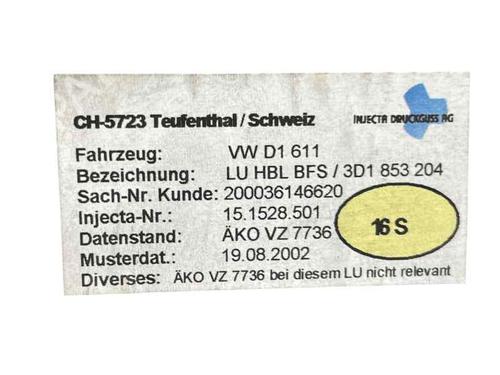 CH-5723 Teufenthal / Schweiz
INJECTA DRUCKGUSS AG
Fahrzeug: VW D1 611
Bezeichnung: LU HBL BFS / 3D1 853 204
Sach-Nr. Kunde: 200036146620
Injecta-Nr.: 15.1528.501
Datenstand: ÄKO VZ 7736
16 S
Musterdat.: 19.08.2002
Diverses: ÄKO VZ 7736 bei diesem LU nicht relevant